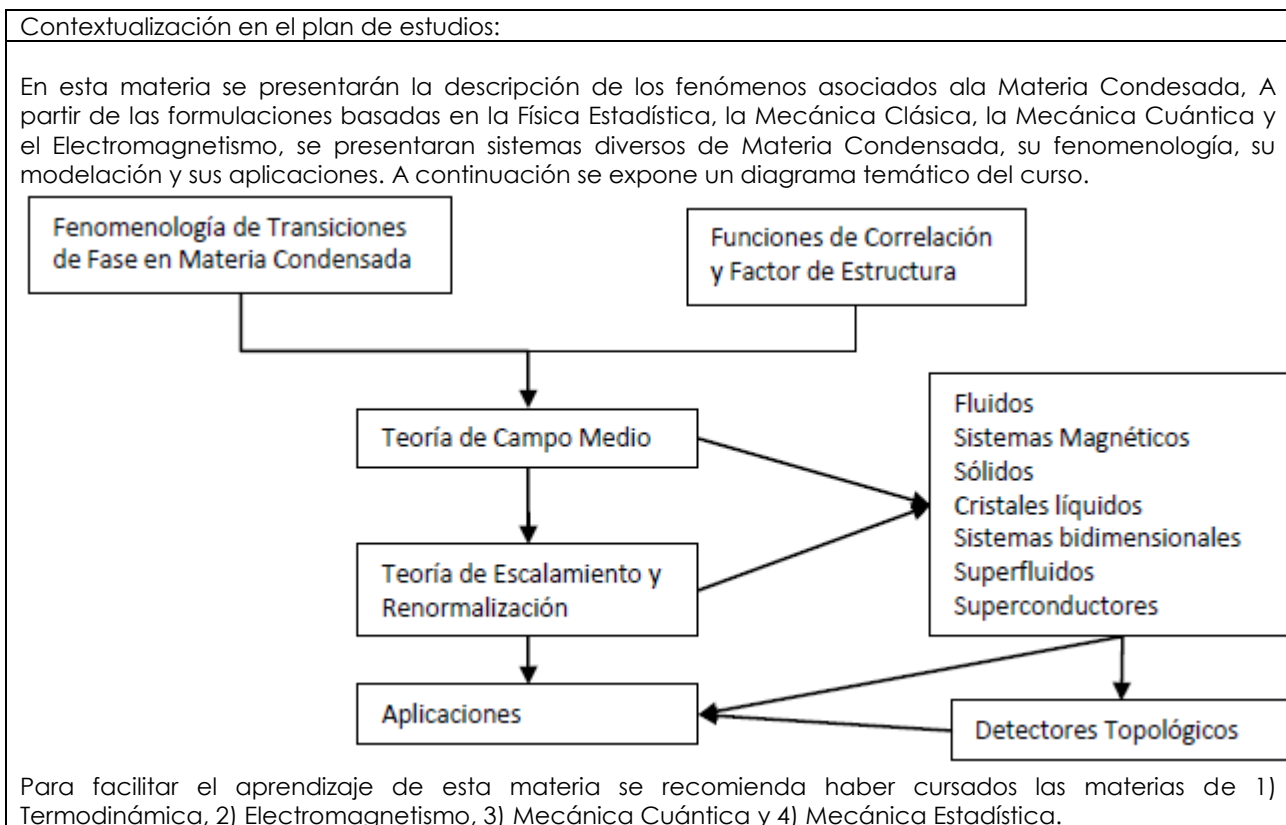 Contextualización en el plan de estudios:
En esta materia se presentarán la descripción de los fenómenos asociados ala Materia Condesada, A
partir de las formulaciones basadas en la Física Estadística, la Mecánica Clásica, la Mecánica Cuántica y
el Electromagnetismo, se presentaran sistemas diversos de Materia Condensada, su fenomenología, su
modelación y sus aplicaciones. A continuación se expone un diagrama temático del curso.
Fenomenología de Transiciones
de Fase en Materia Condensada
Funciones de Correlación
y Factor de Estructura
Teoría de Campo Medio
Fluidos
Sistemas Magnéticos
Sólidos
Cristales líquidos
Sistemas bidimensionales
Superfluidos
Superconductores
Teoría de Escalamiento y
Renormalización
Aplicaciones
Detectores Topológicos
Para facilitar el aprendizaje de esta materia se recomienda haber cursados las materias de 1)
Termodinámica, 2) Electromagnetismo, 3) Mecánica Cuántica y 4) Mecánica Estadística.